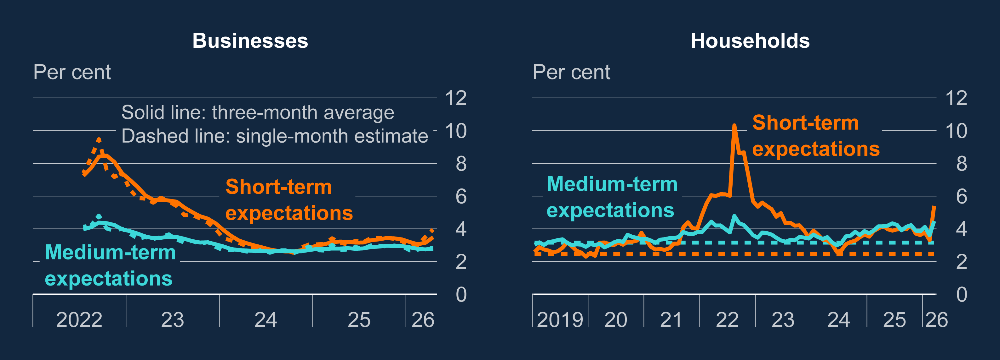 Businesses
Per cent
12
10
8
6
4
2
0
Solid line: three-month average
Dashed line: single-month estimate
Short-term
expectations
Medium-term
expectations
2022 23 24 25 26
Households
Per cent
12
10
8
6
4
2
0
Short-term
expectations
Medium-term
expectations
2019 20 21 22 23 24 25 26